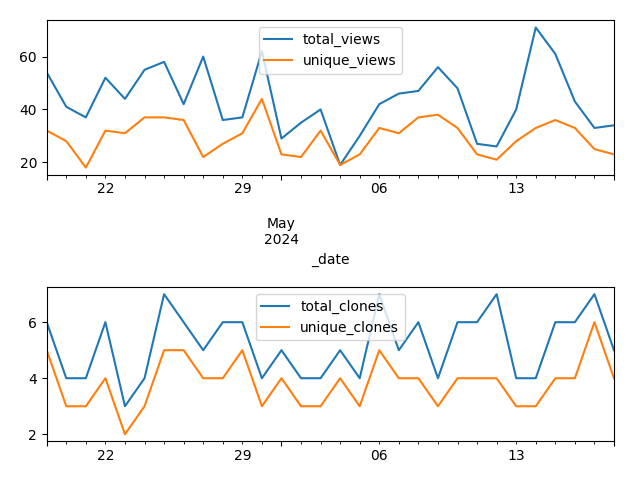 total_views
unique_views
60
40
20
22 29 06 13
May
2024
_date
total_clones
unique_clones
6
4
2
22 29 06 13